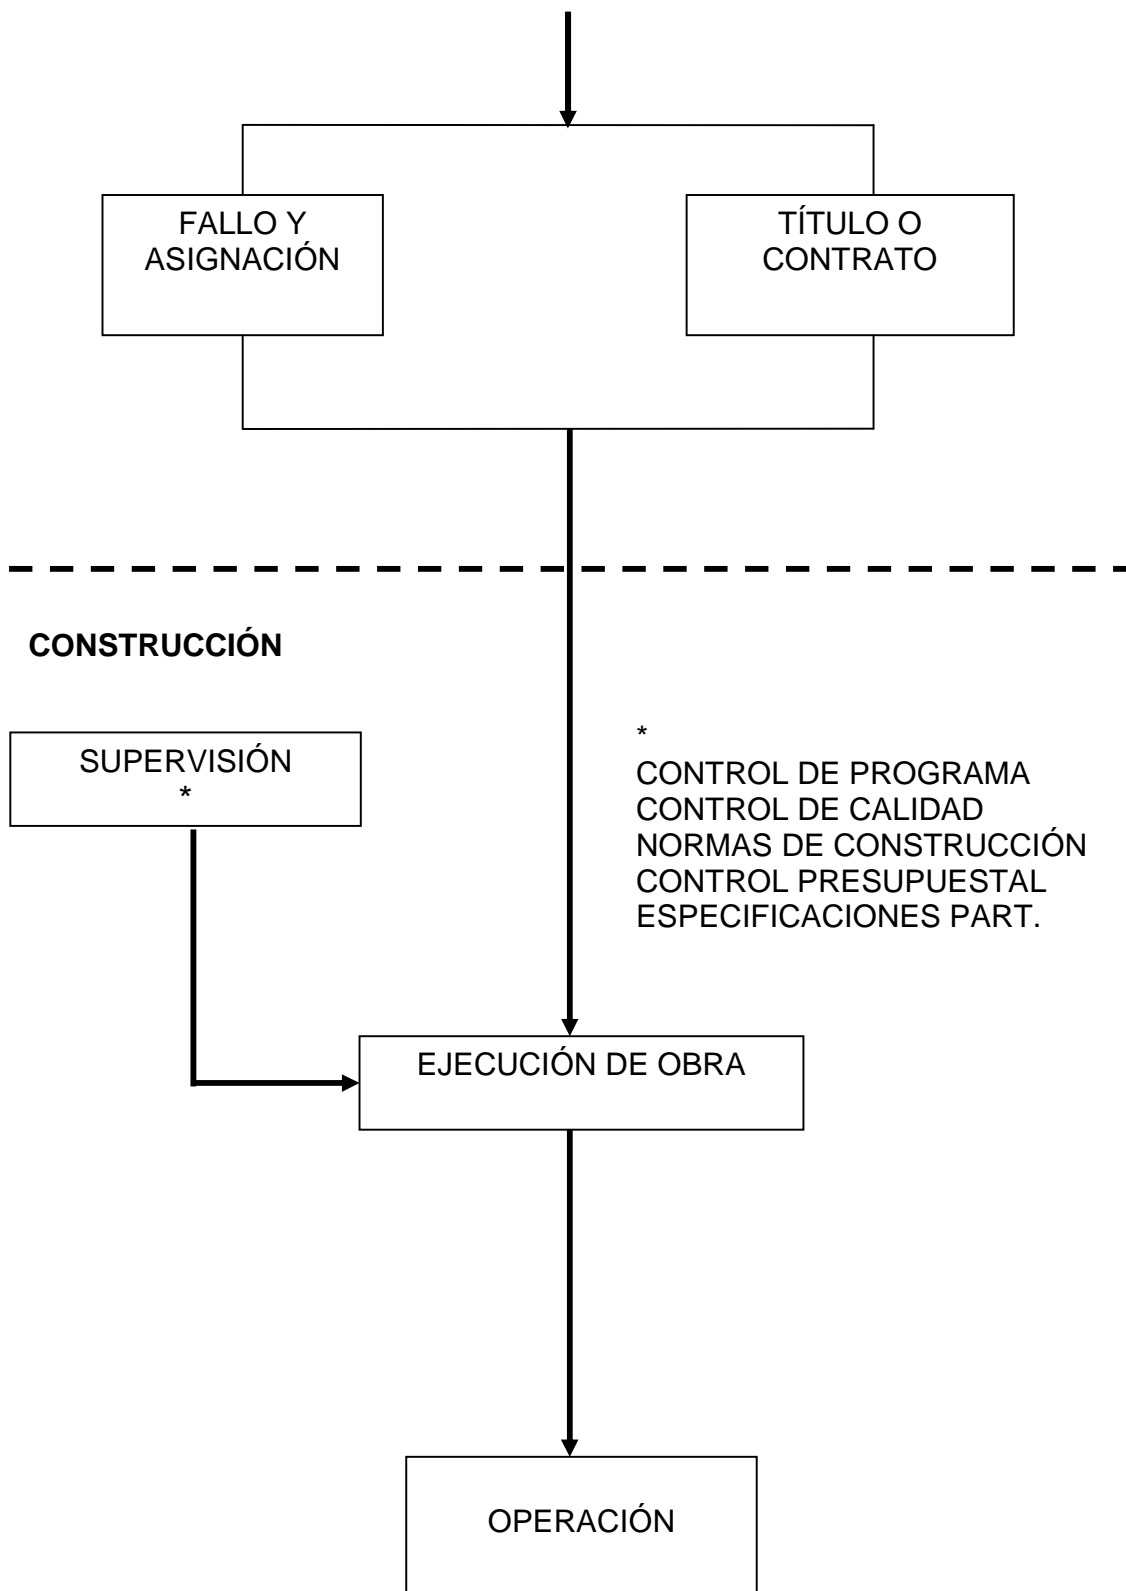 FALLO Y
ASIGNACIÓN
TÍTULO O
CONTRATO
CONSTRUCCIÓN
SUPERVISIÓN
*
*
CONTROL DE PROGRAMA
CONTROL DE CALIDAD
NORMAS DE CONSTRUCCIÓN
CONTROL PRESUPUESTAL
ESPECIFICACIONES PART.
EJECUCIÓN DE OBRA
OPERACIÓN